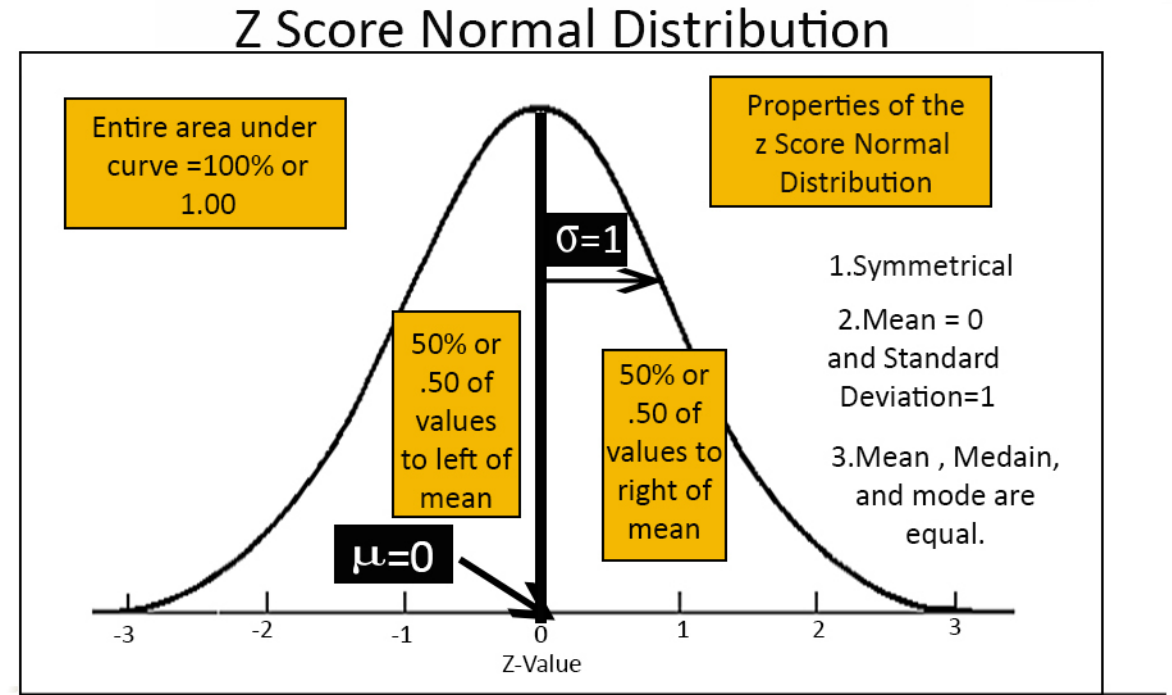 Z Score Normal Distribution
Entire area under
curve =100% or
1.00
Properties of the
z Score Normal
Distribution
σ=1
1.Symmetrical
2.Mean = 0
and Standard
Deviation=1
3.Mean , Medain,
and mode are
equal.
50% or
.50 of
values
to left of
mean
50% or
.50 of
values to
right of
mean
μ=0
-3
-2
-1
0
1
2
3
Z-Value